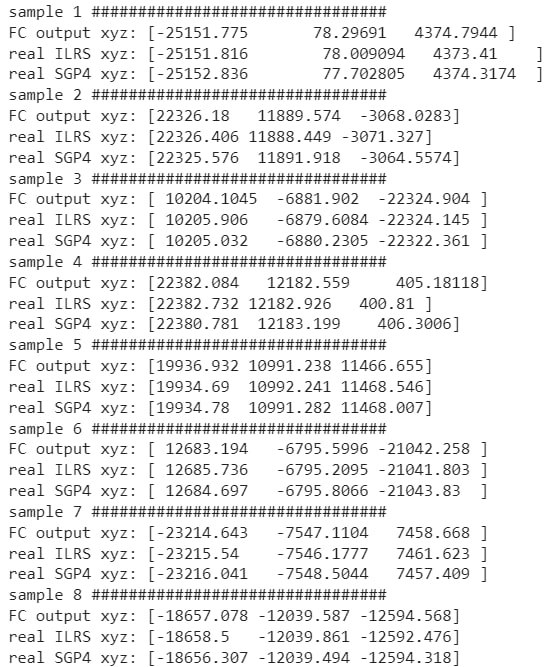 sample 1 ################################
FC output xyz: [-25151.775       78.29691   4374.7944 ]
real ILRS xyz: [-25151.816        78.009094   4373.41     ]
real SGP4 xyz: [-25152.836        77.702805   4374.3174  ]
sample 2 ################################
FC output xyz: [22326.18   11889.574  -3068.0283]
real ILRS xyz: [22326.406 11888.449 -3071.327]
real SGP4 xyz: [22325.576  11891.918  -3064.5574]
sample 3 ################################
FC output xyz: [ 10204.1045  -6881.902  -22324.904 ]
real ILRS xyz: [ 10205.906   -6879.6084 -22324.145 ]
real SGP4 xyz: [ 10205.032   -6880.2305 -22322.361 ]
sample 4 ################################
FC output xyz: [22382.084   12182.559     405.18118]
real ILRS xyz: [22382.732 12182.926   400.81 ]
real SGP4 xyz: [22380.781  12183.199    406.3006]
sample 5 ################################
FC output xyz: [19936.932 10991.238 11466.655]
real ILRS xyz: [19934.69  10992.241 11468.546]
real SGP4 xyz: [19934.78  10991.282 11468.007]
sample 6 ################################
FC output xyz: [ 12683.194   -6795.5996 -21042.258 ]
real ILRS xyz: [ 12685.736   -6795.2095 -21041.803 ]
real SGP4 xyz: [ 12684.697   -6795.8066 -21043.83  ]
sample 7 ################################
FC output xyz: [-23214.643   -7547.1104   7458.668 ]
real ILRS xyz: [-23215.54    -7546.1777   7461.623 ]
real SGP4 xyz: [-23216.041   -7548.5044   7457.409 ]
sample 8 ################################
FC output xyz: [-18657.078 -12039.587 -12594.568]
real ILRS xyz: [-18658.5   -12039.861 -12592.476]
real SGP4 xyz: [-18656.307 -12039.494 -12594.318]